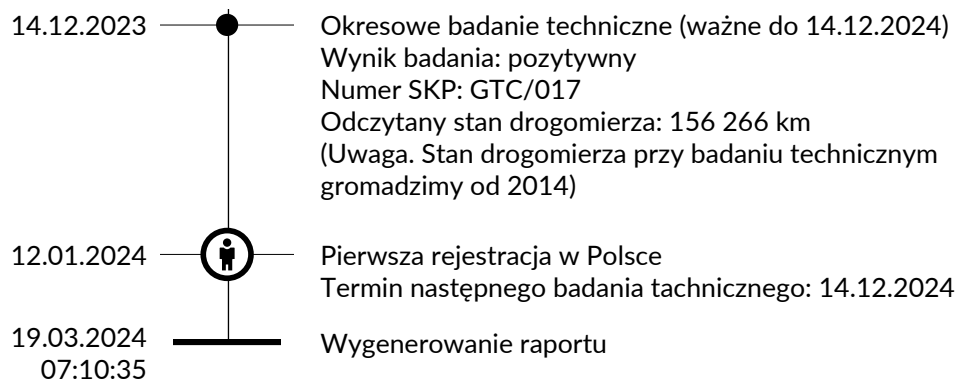 14.12.2023
Okresowe badanie techniczne (ważne do 14.12.2024)
Wynik badania: pozytywny
Numer SKP: GTC/017
Odczytany stan drogomierza: 156 266 km
(Uwaga. Stan drogomierza przy badaniu technicznym
gromadzimy od 2014)
12.01.2024
Pierwsza rejestracja w Polsce
Termin następnego badania tachnicznego: 14.12.2024
19.03.2024
07:10:35
Wygenerowanie raportu